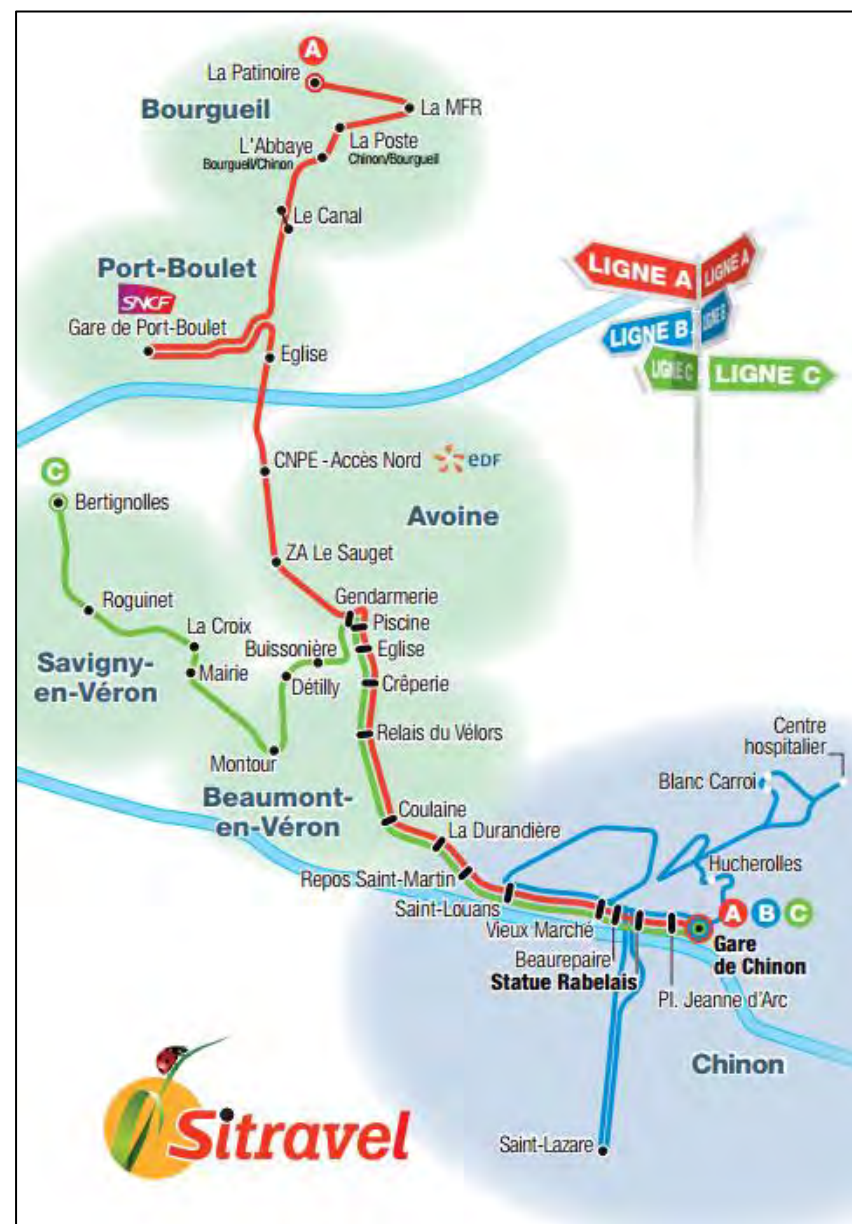 A
La Patinoire
Bourgueil
La MFR
L'Abbaye
Bourgueil/Chinon
La Poste
Chinon/Bourgueil
Le Canal
Port-Boulet
SNCF
Gare de Port-Boulet
Eglise
LIGNE A
LIGNE A
LIGNE B
LIGNE B
LIGNE C
LIGNE C
CNPE - Accès Nord
eDF
C
Bertignolles
Avoine
ZA Le Sauget
Gendarmerie
Piscine
Roguinet
La Croix
Buissonière
Eglise
Savigny-
en-Véron
Mairie
Détilly
Crêperie
Relais du Vélors
Montour
Centre
hospitalier
Blanc Carroi
Beaumont-
en-Véron
Coulaine
La Durandière
Hucherolles
Repos Saint-Martin
Saint-Louans
A B C
Vieux Marché
Gare
de Chinon
Beaurepaire
Statue Rabelais
Pl. Jeanne d'Arc
Chinon
Sitravel
Saint-Lazare